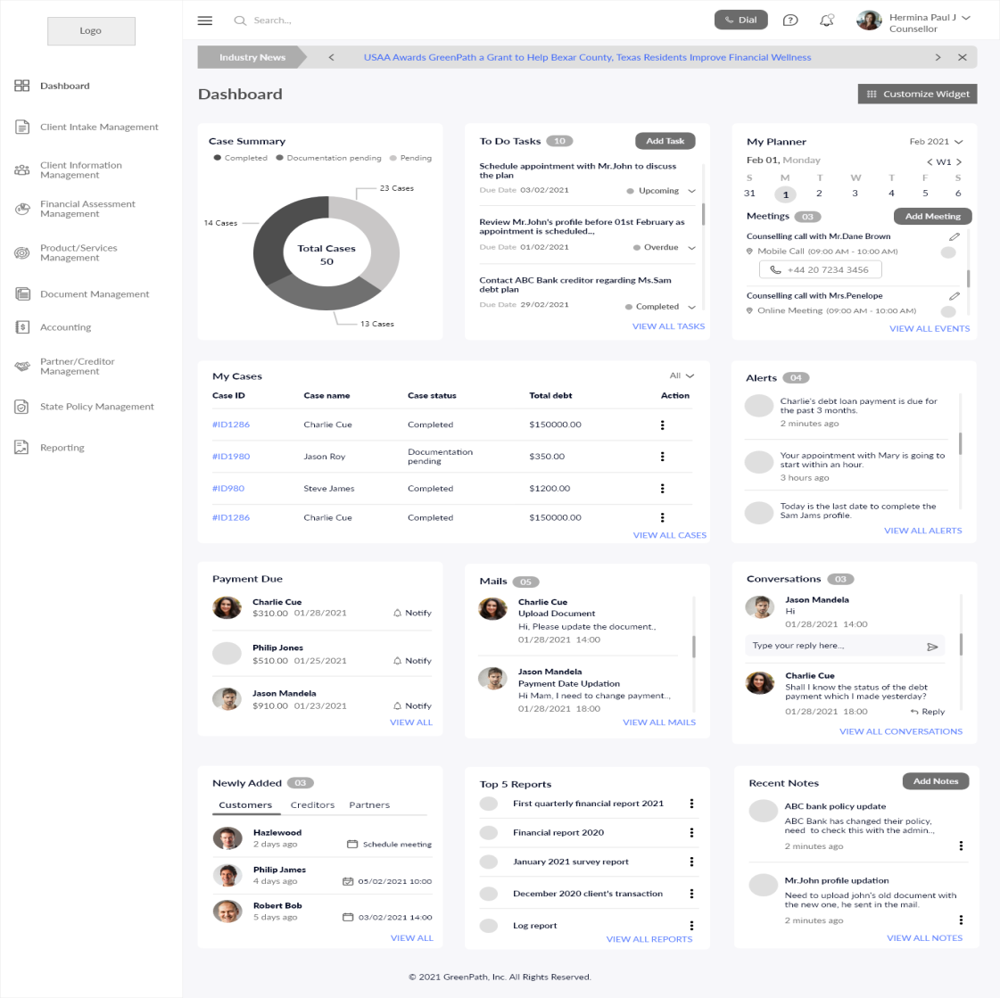 Logo
Search..,
Dial
Hermina Paul J
Counsellor
Industry News
USAA Awards GreenPath a Grant to Help Bexar County, Texas Residents Improve Financial Wellness
Dashboard
Client Intake Management
Client Information
Management
Financial Assessment
Management
Product/Services
Management
Document Management
Accounting
Partner/Creditor
Management
State Policy Management
Reporting
Dashboard
Customize Widget
Case Summary
Completed
Documentation pending
Pending
23 Cases
14 Cases
Total Cases
50
13 Cases
To Do Tasks 10
Add Task
Schedule appointment with Mr.John to discuss
the plan
Due Date 03/02/2021
Upcoming
Review Mr.John's profile before 01st February as
appointment is scheduled..,
Due Date 01/02/2021
Overdue
Contact ABC Bank creditor regarding Ms.Sam
debt plan
Due Date 29/02/2021
Completed
VIEW ALL TASKS
My Planner
Feb 2021
Feb 01, Monday
W1
S M T W T F S
31 1 2 3 4 5 6
Meetings 03
Add Meeting
Counselling call with Mr.Dane Brown
Mobile Call (09:00 AM - 10:00 AM)
+44 20 7234 3456
Counselling call with Mrs.Penelope
Online Meeting (09:00 AM - 10:00 AM)
VIEW ALL EVENTS
My Cases
All
Case ID Case name Case status Total debt Action
#ID1286 Charlie Cue Completed $150000.00
#ID1980 Jason Roy Documentation
pending $350.00
#ID980 Steve James Completed $1200.00
#ID1286 Charlie Cue Completed $150000.00
VIEW ALL CASES
Alerts 04
Charlie's debt loan payment is due for
the past 3 months.
2 minutes ago
Your appointment with Mary is going to
start within an hour.
3 hours ago
Today is the last date to complete the
Sam Jams profile.
VIEW ALL ALERTS
Payment Due
Charlie Cue
$310.00 01/28/2021
Notify
Philip Jones
$510.00 01/25/2021
Notify
Jason Mandela
$910.00 01/23/2021
Notify
VIEW ALL
Mails 05
Charlie Cue
Upload Document
Hi, Please update the document.,
01/28/2021 14:00
Jason Mandela
Payment Date Updation
Hi Mam, I need to change payment..,
01/28/2021 18:00
VIEW ALL MAILS
Conversations 03
Jason Mandela
Hi
01/28/2021 14:00
Type your reply here..,
Charlie Cue
Shall I know the status of the debt
payment which I made yesterday?
01/28/2021 18:00
Reply
VIEW ALL CONVERSATIONS
Newly Added 03
Customers Creditors Partners
Hazlewood
2 days ago
Schedule meeting
Philip James
4 days ago
05/02/2021 10:00
Robert Bob
5 days ago
03/02/2021 14:00
VIEW ALL
Top 5 Reports
First quarterly financial report 2021
Financial report 2020
January 2021 survey report
December 2020 client's transaction
Log report
VIEW ALL REPORTS
Recent Notes
Add Notes
ABC bank policy update
ABC Bank has changed their policy,
need to check this with the admin..,
2 minutes ago
Mr.John profile updation
Need to upload john's old document with
the new one, he sent in the mail.
2 minutes ago
VIEW ALL NOTES
© 2021 GreenPath, Inc. All Rights Reserved.